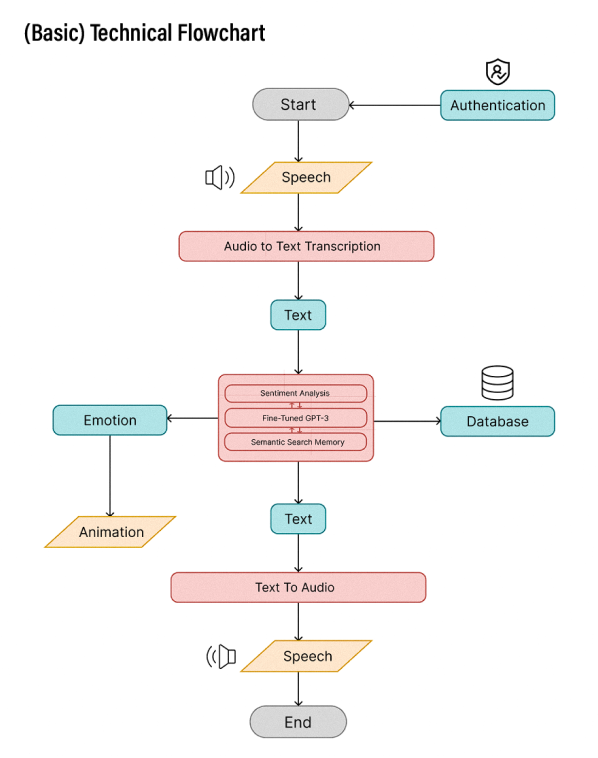 (Basic) Technical Flowchart
Start
Authentication
Speech
Audio to Text Transcription
Text
Sentiment Analysis
Fine-Tuned GPT-3
Semantic Search Memory
Emotion
Database
Text
Animation
Text To Audio
Speech
End